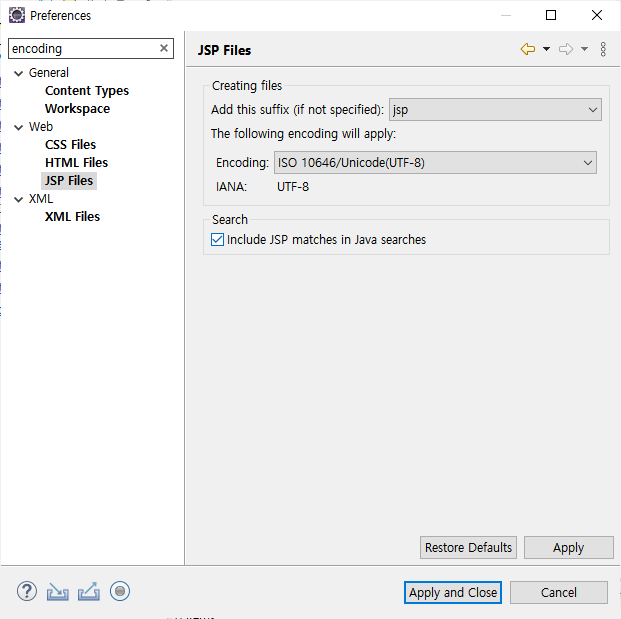 Preferences
encoding
General
Content Types
Workspace
Web
CSS Files
HTML Files
JSP Files
XML
XML Files
JSP Files
Creating files
Add this suffix (if not specified): jsp
The following encoding will apply:
Encoding: ISO 10646/Unicode(UTF-8)
IANA: UTF-8
Search
Include JSP matches in Java searches
Restore Defaults Apply
Apply and Close Cancel